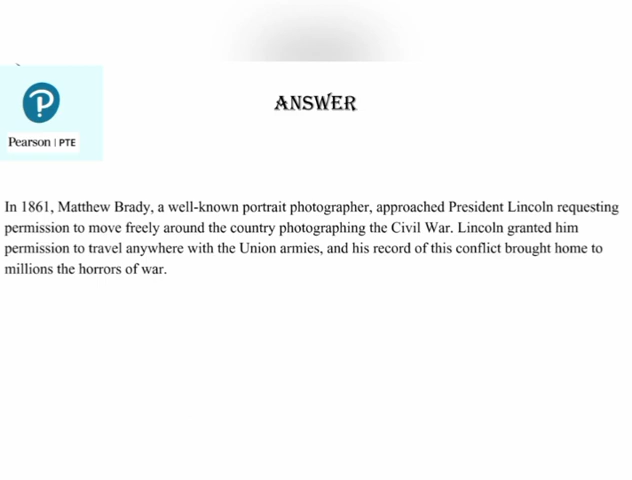 Pearson | PTE
ANSWER
In 1861, Matthew Brady, a well-known portrait photographer, approached President Lincoln requesting
permission to move freely around the country photographing the Civil War. Lincoln granted him
permission to travel anywhere with the Union armies, and his record of this conflict brought home to
millions the horrors of war.